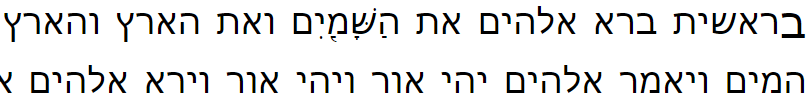 בראשית ברא אלהים את הַשָּׁמַ֖יִם ואת הארץ והארץ
המים ויאמר אלהים יהי אור ויהי אור וירא אלהים